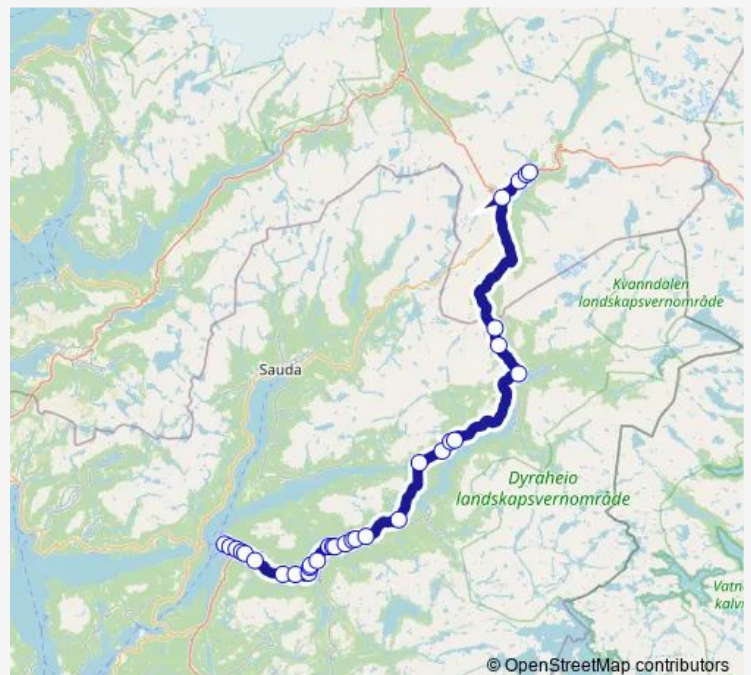 Kvanndalen
landskapsvernområde
Sauda
Dyraheio
landskapsvernområde
Vatn
kalv
© OpenStreetMap contributors